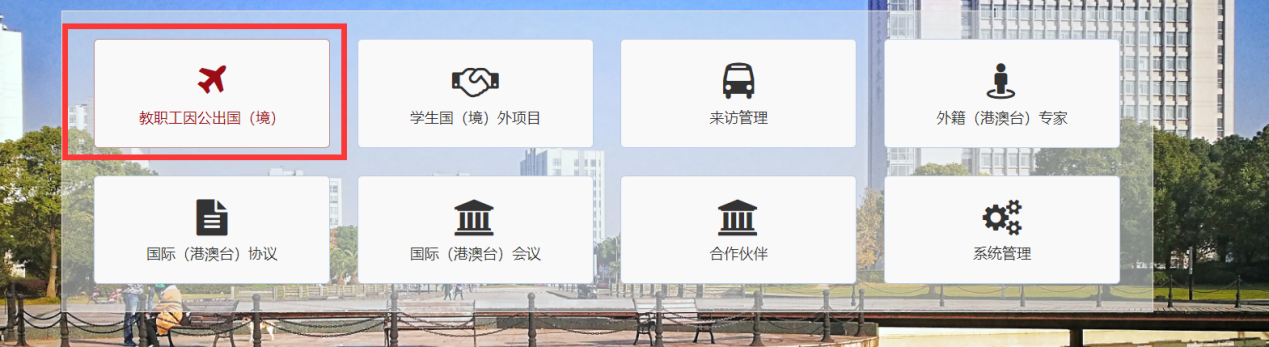 教职工因公出国（境）
学生国（境）外项目
来访管理
外籍（港澳台）专家
国际（港澳台）协议
国际（港澳台）会议
合作伙伴
系统管理